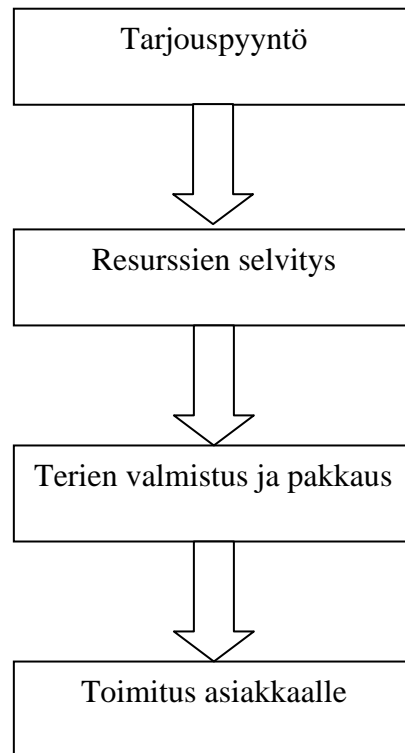 Tarjouspyyntö
Resurssien selvitys
Terien valmistus ja pakkaus
Toimitus asiakkaalle